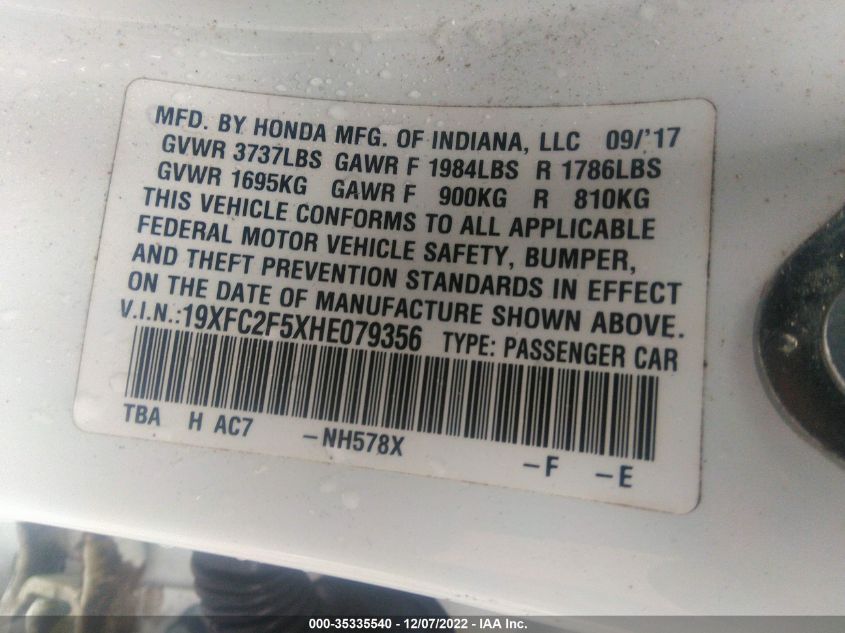 MFD. BY HONDA MFG. OF INDIANA, LLC 09/'17
GVWR 3737LBS GAWR F 1984LBS R 1786LBS
GVWR 1695KG GAWR F 900KG R 810KG
THIS VEHICLE CONFORMS TO ALL APPLICABLE
FEDERAL MOTOR VEHICLE SAFETY, BUMPER,
AND THEFT PREVENTION STANDARDS IN EFFECT
ON THE DATE OF MANUFACTURE SHOWN ABOVE.
V.I.N.:19XFC2F5XHE079356 TYPE: PASSENGER CAR
TBA H AC7 -NH578X -F -E
000-35335540 - 12/07/2022 - IAA Inc.